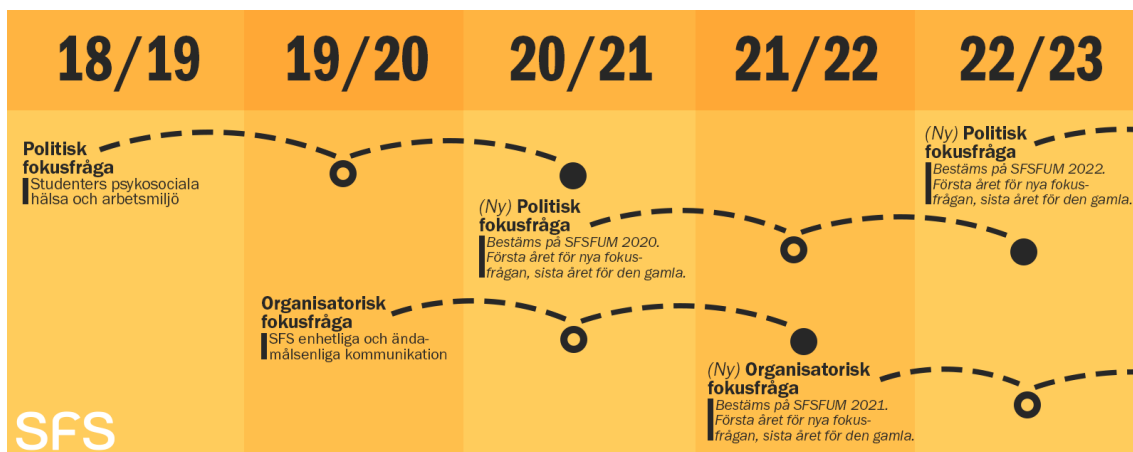 18/19
19/20
20/21
21/22
22/23
Politisk
fokusfråga
Studenters psykosociala
hälsa och arbetsmiljö
(Ny) Politisk
fokusfråga
Bestäms på SFSFUM 2020.
Första året för nya fokus-
frågan, sista året för den gamla.
(Ny) Politisk
fokusfråga
Bestäms på SFSFUM 2022.
Första året för nya fokus-
frågan, sista året för den gamla.
Organisatorisk
fokusfråga
SFS enhetliga och ända-
målsenliga kommunikation
(Ny) Organisatorisk
fokusfråga
Bestäms på SFSFUM 2021.
Första året för nya fokus-
frågan, sista året för den gamla.
SFS